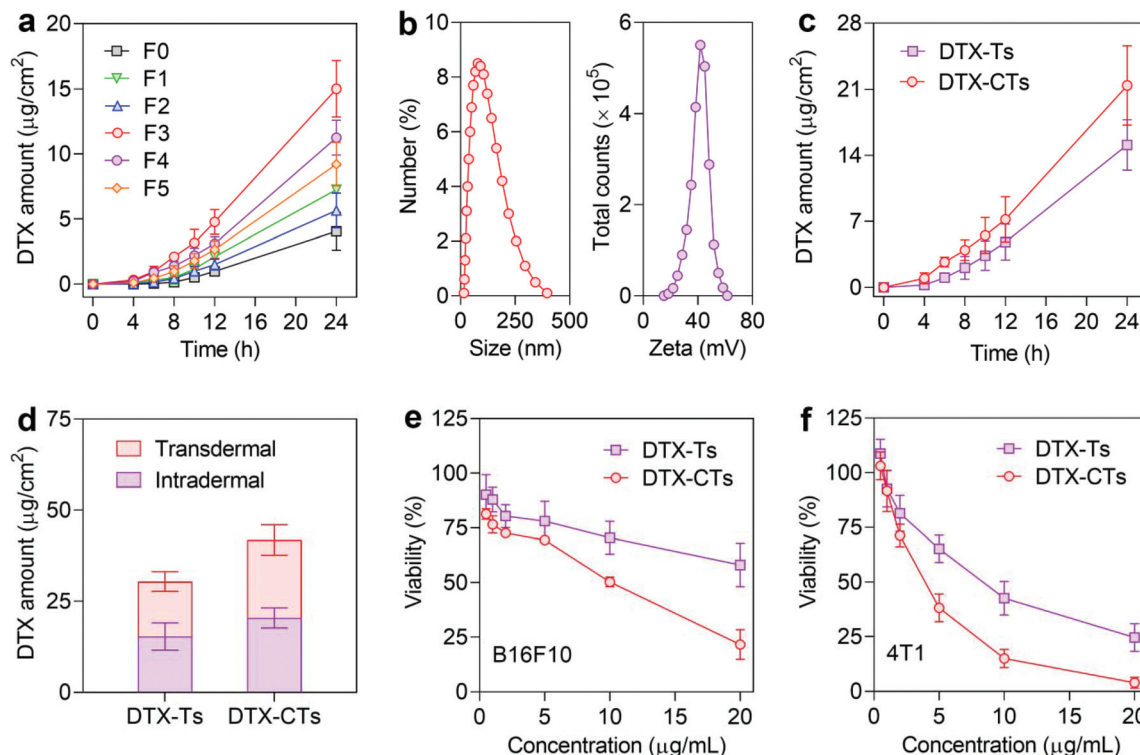 a
DTX amount (μg/cm²)
20
15
10
5
0
F0
F1
F2
F3
F4
F5
0 4 8 12 16 20 24
Time (h)
b
Number (%)
10
8
6
4
2
0
0 250 500
Size (nm)
Total counts (× 10⁵)
6
4
2
0
0 40 80
Zeta (mV)
c
DTX amount (μg/cm²)
28
21
14
7
0
DTX-Ts
DTX-CTs
0 4 8 12 16 20 24
Time (h)
d
DTX amount (μg/cm²)
75
50
25
0
Transdermal
Intradermal
DTX-Ts DTX-CTs
e
Viability (%)
125
100
75
50
25
0
DTX-Ts
DTX-CTs
B16F10
0 5 10 15 20
Concentration (μg/mL)
f
Viability (%)
125
100
75
50
25
0
DTX-Ts
DTX-CTs
4T1
0 5 10 15 20
Concentration (μg/mL)